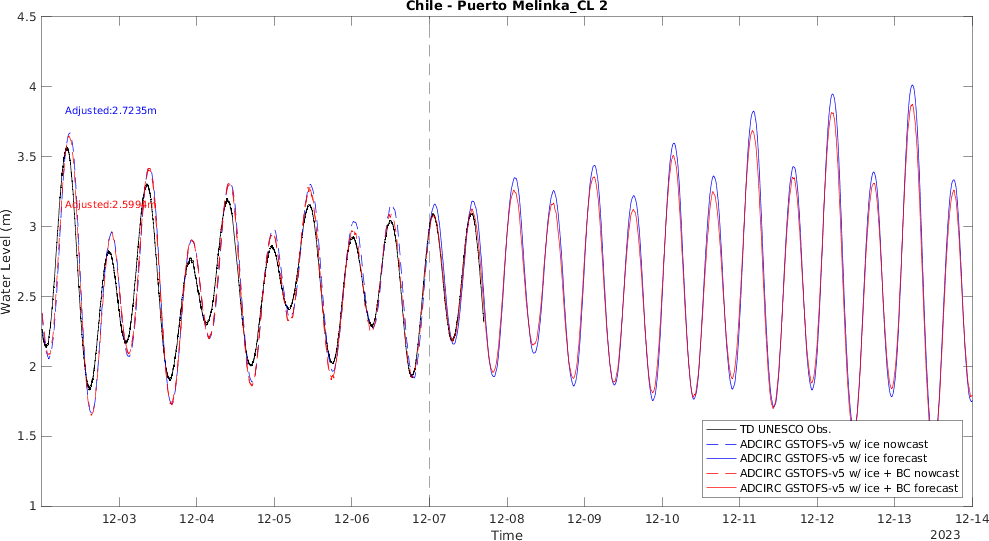 Chile - Puerto Melinka_CL 2
4.5
4
3.5
3
2.5
2
1.5
1
Water Level (m)
Adjusted:2.7235m
Adjusted:2.5994m
TD UNESCO Obs.
ADCIRC GSTOFS-v5 w/ ice nowcast
ADCIRC GSTOFS-v5 w/ ice forecast
ADCIRC GSTOFS-v5 w/ ice + BC nowcast
ADCIRC GSTOFS-v5 w/ ice + BC forecast
12-03 12-04 12-05 12-06 12-07 12-08 12-09 12-10 12-11 12-12 12-13 12-14
Time
2023